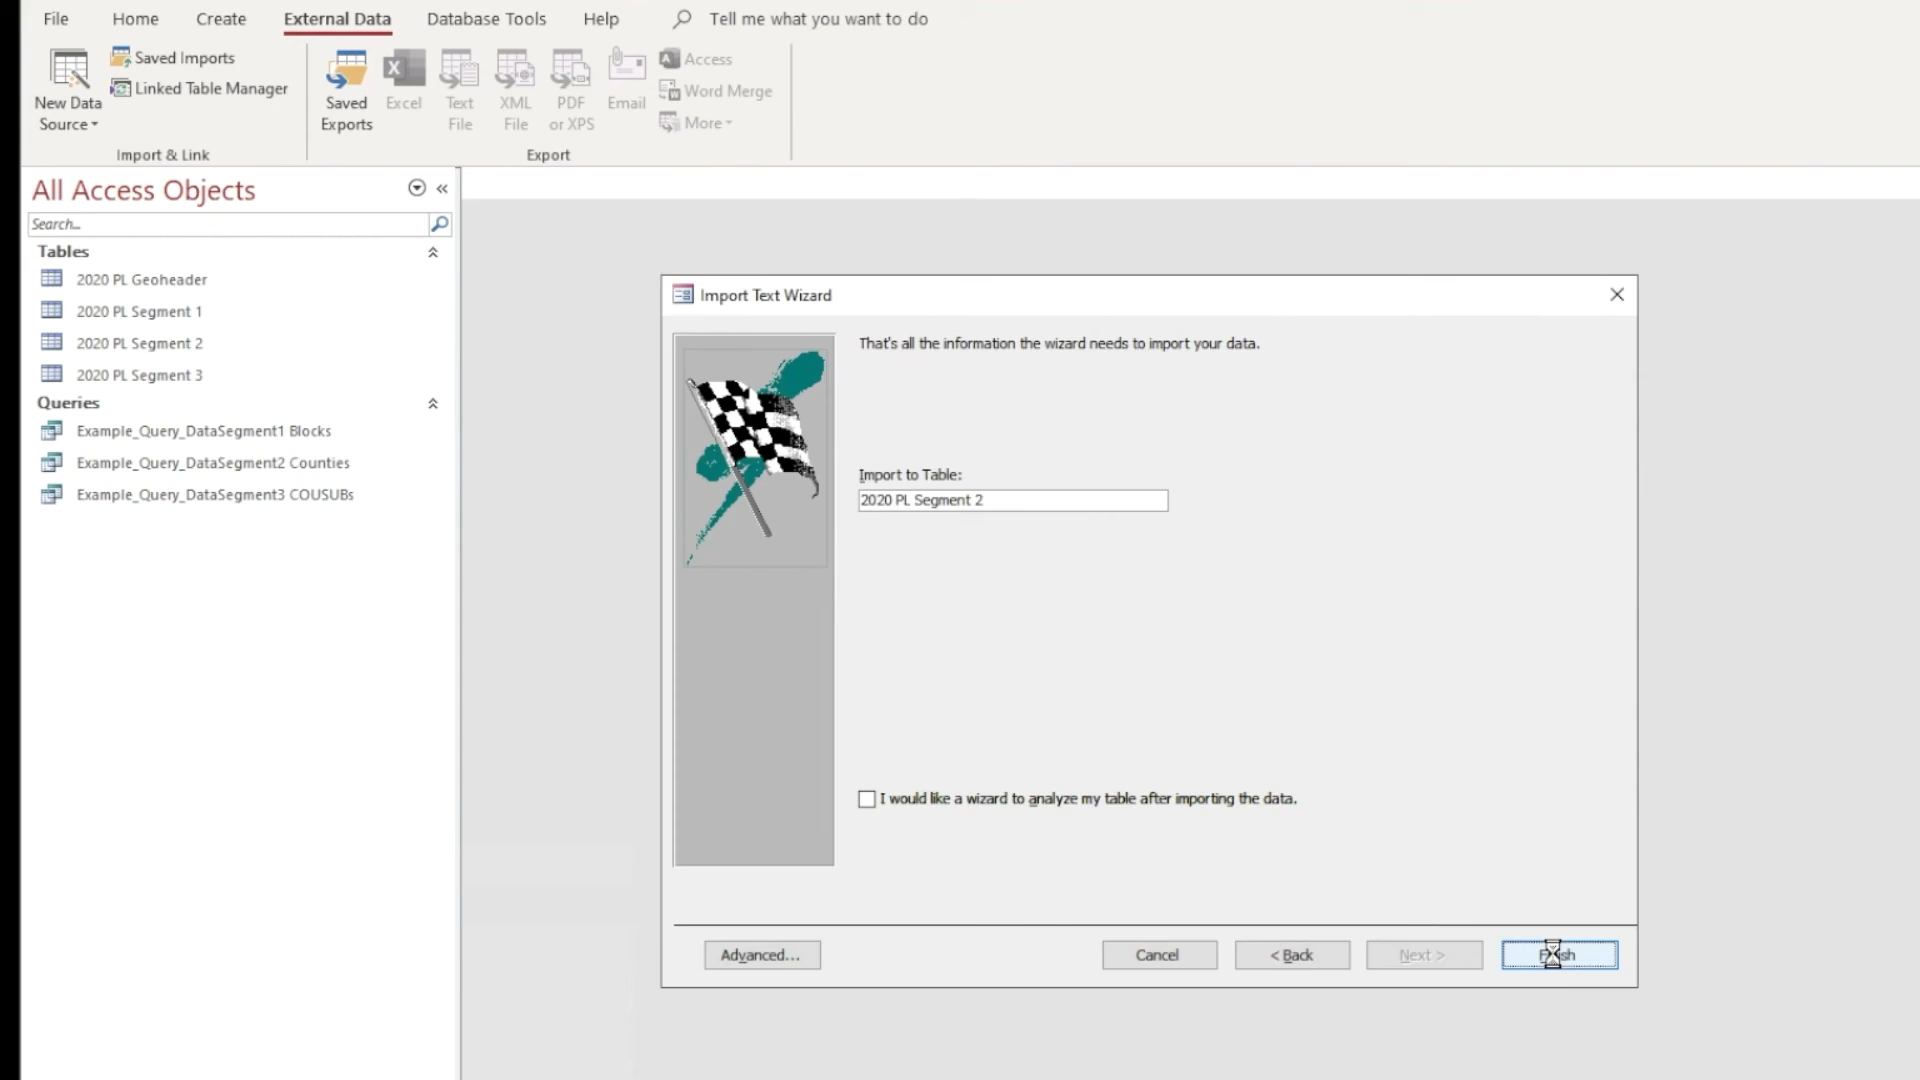 File Home Create External Data Database Tools Help Tell me what you want to do
New Data Source
Saved Imports
Linked Table Manager
Import & Link
Saved Exports
Excel
Text File
XML File
PDF or XPS
Email
Access
Word Merge
More
Export
All Access Objects
Search...
Tables
2020 PL Geoheader
2020 PL Segment 1
2020 PL Segment 2
2020 PL Segment 3
Queries
Example_Query_DataSegment1 Blocks
Example_Query_DataSegment2 Counties
Example_Query_DataSegment3 COUSUBs
Import Text Wizard
That's all the information the wizard needs to import your data.
Import to Table:
2020 PL Segment 2
I would like a wizard to analyze my table after importing the data.
Advanced... Cancel < Back Next > Finish